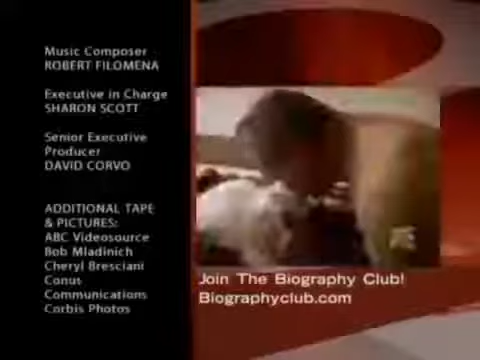 Music Composer
ROBERT FILOMENA
Executive in Charge
SHARON SCOTT
Senior Executive
Producer
DAVID CORVO
ADDITIONAL TAPE
& PICTURES:
ABC Videosource
Bob Mladinich
Cheryl Bresciani
Conus
Communications
Corbis Photos
Join The Biography Club!
Biographyclub.com